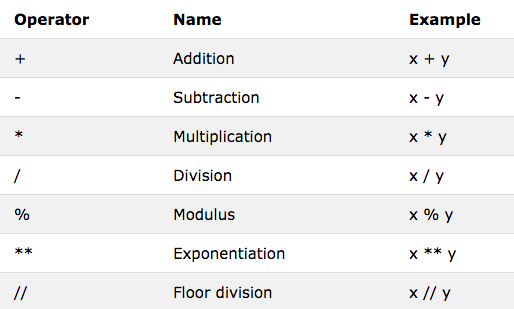 Operator Name Example
+ Addition x + y
- Subtraction x - y
* Multiplication x * y
/ Division x / y
% Modulus x % y
** Exponentiation x ** y
// Floor division x // y